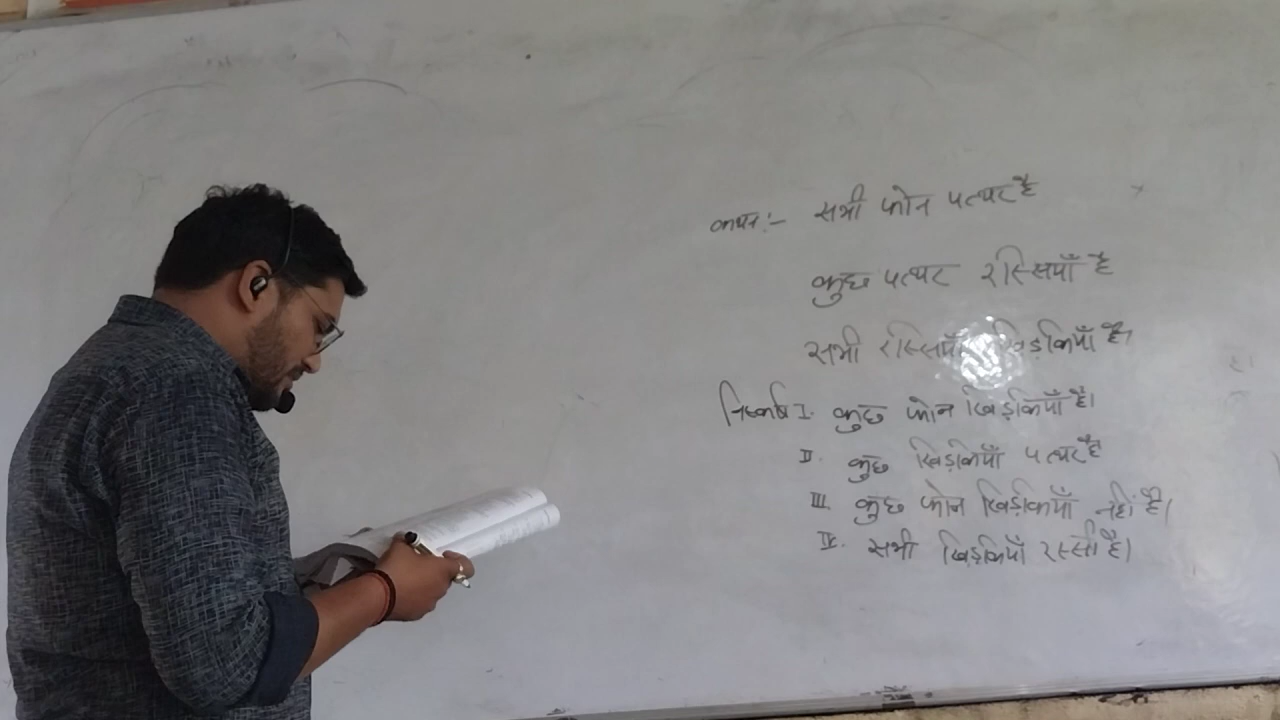 कथन:- सभी फोन पत्थर है
कुछ पत्थर रस्सियाँ है
सभी रस्सियाँ खिड़कियाँ है।
निष्कर्ष I. कुछ फोन खिड़कियाँ है।
II. कुछ खिड़कियाँ पत्थर है
III. कुछ फोन खिड़कियाँ नहीं है।
IV. सभी खिड़कियाँ रस्सी है।